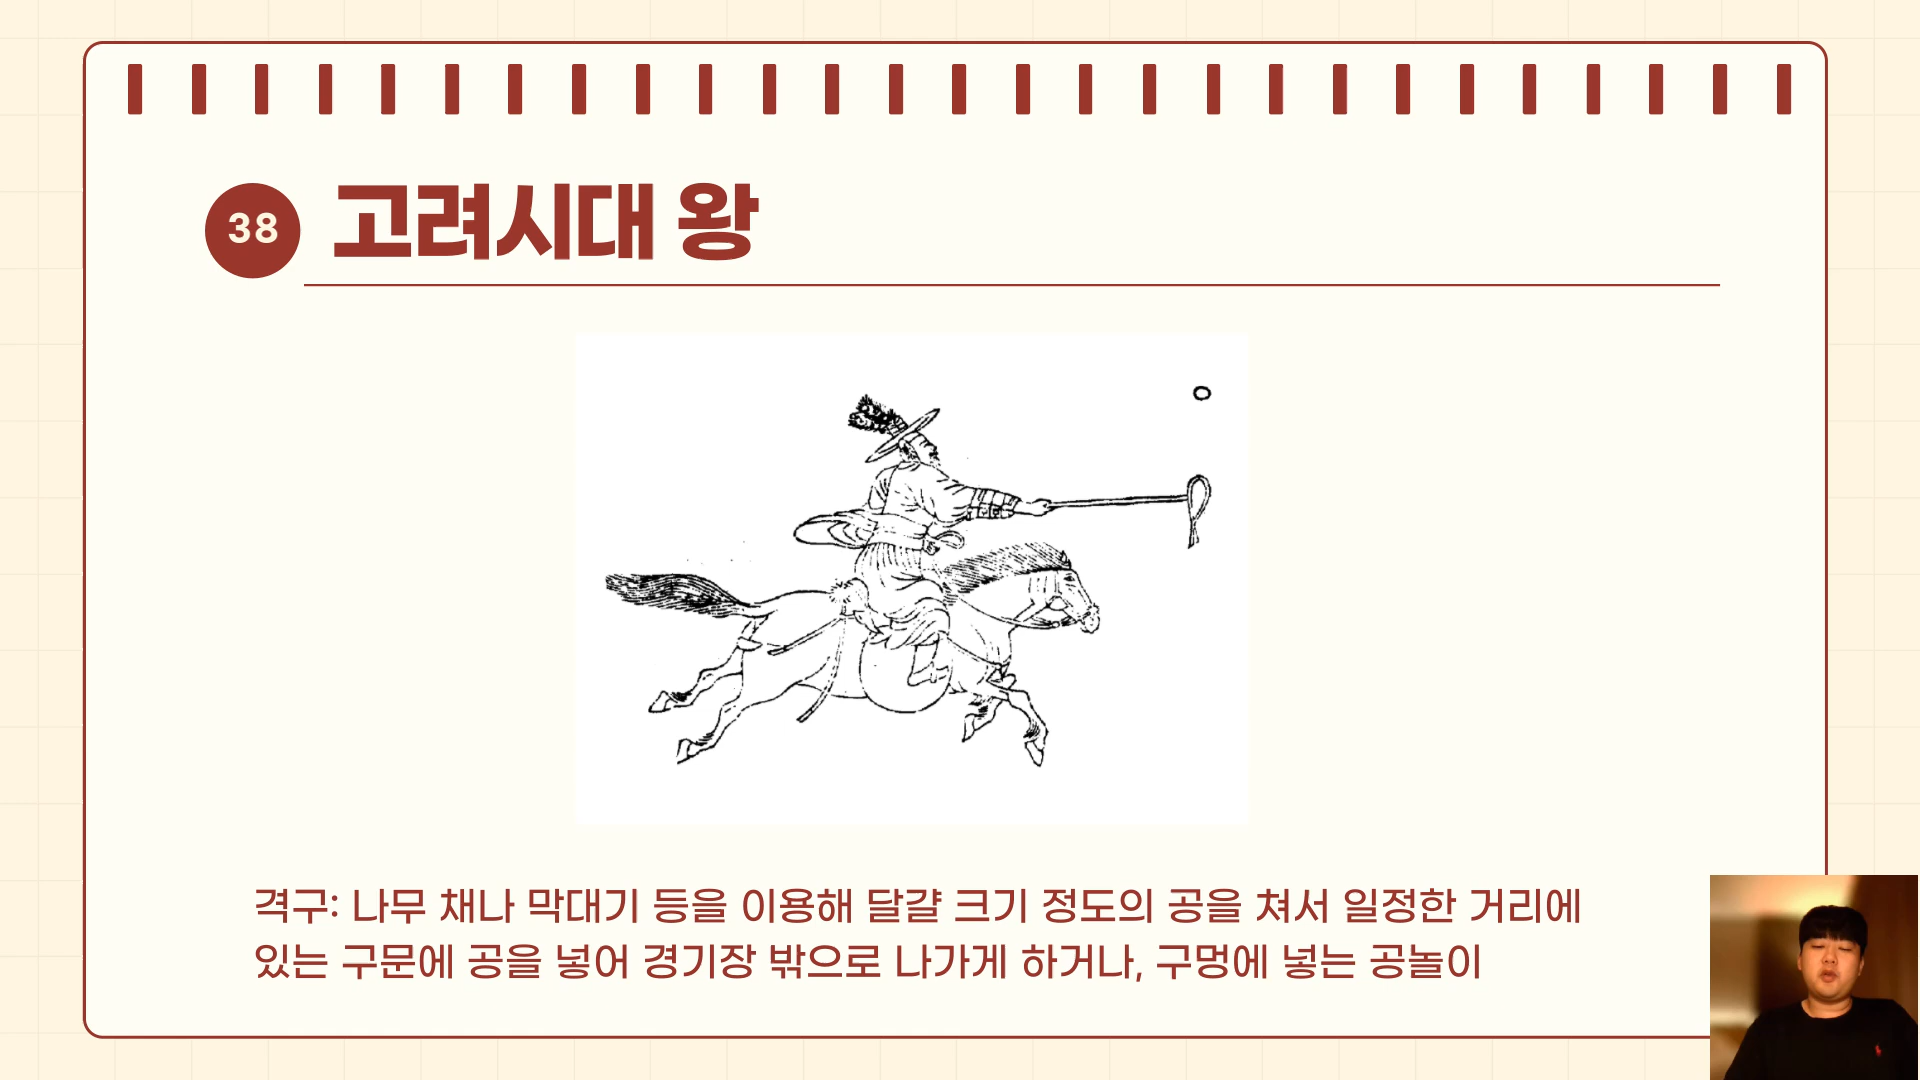 38
고려시대 왕
격구: 나무 채나 막대기 등을 이용해 달걀 크기 정도의 공을 쳐서 일정한 거리에
있는 구문에 공을 넣어 경기장 밖으로 나가게 하거나, 구멍에 넣는 공놀이